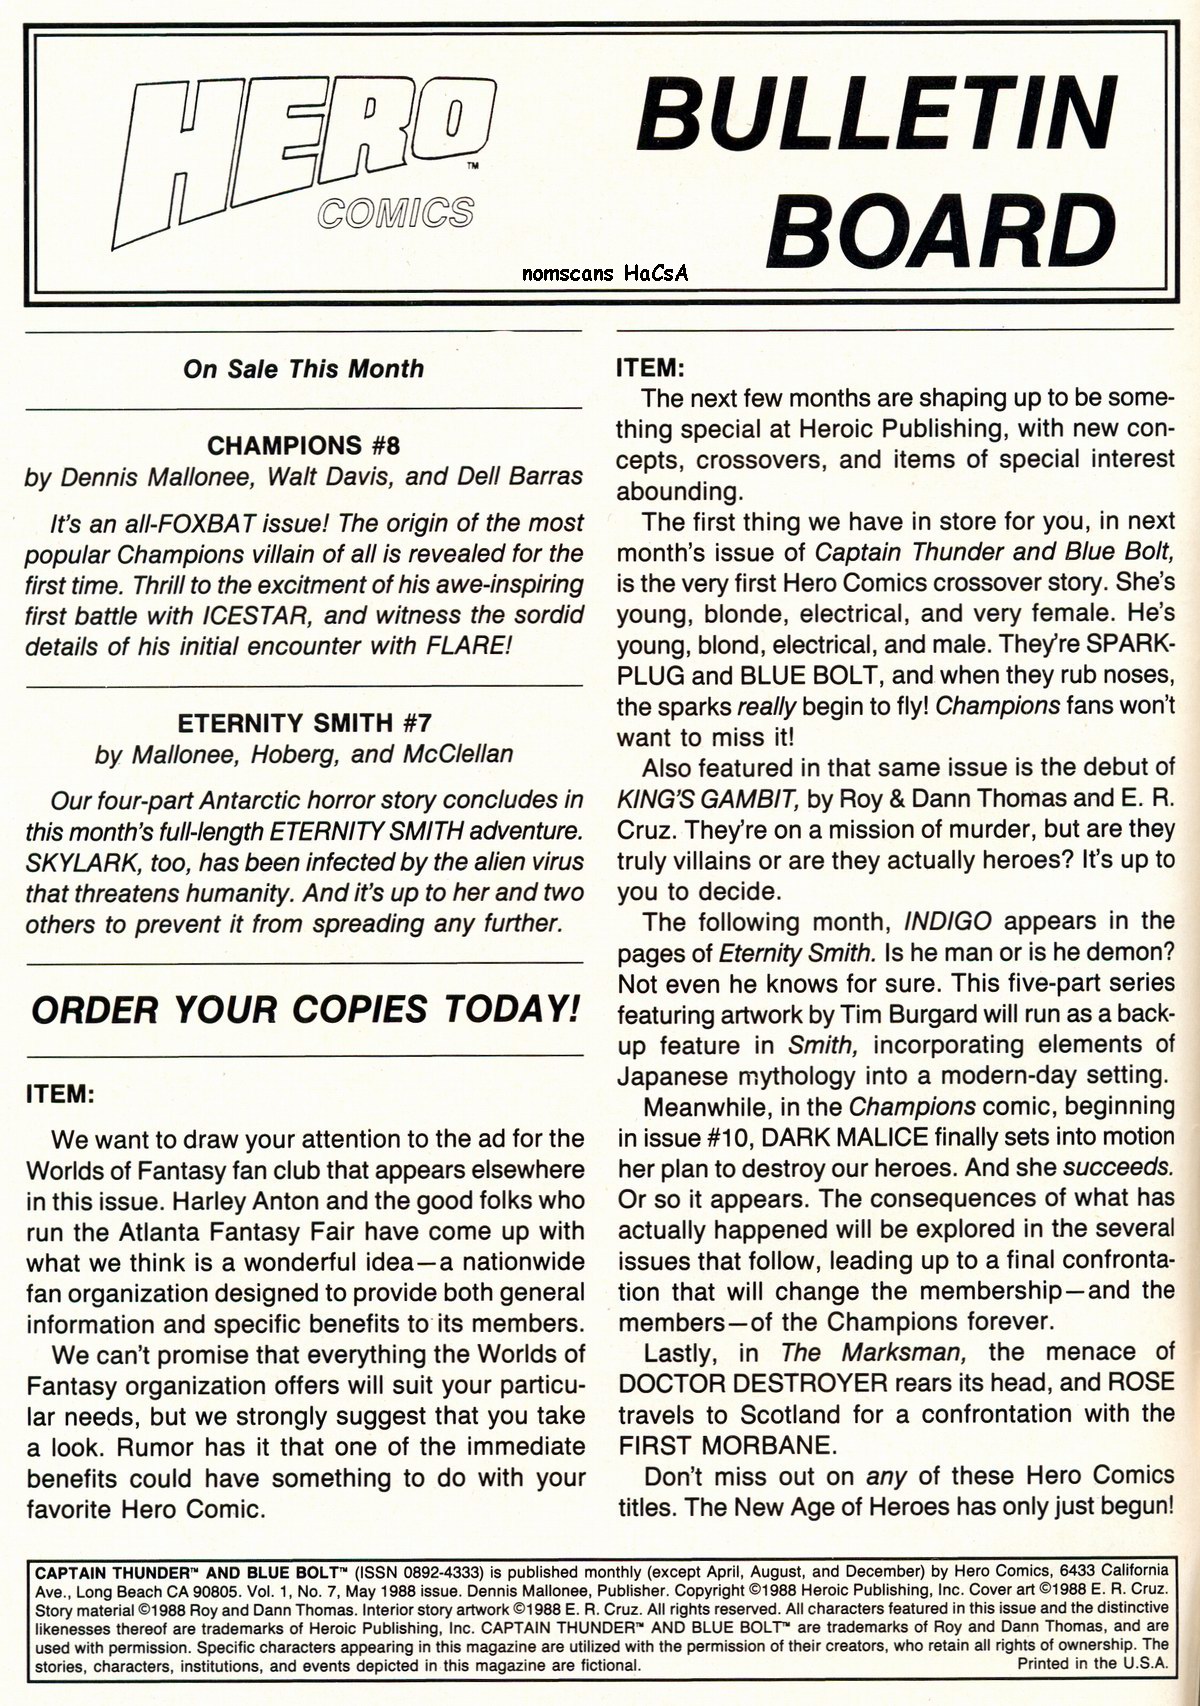 HERO™
COMICS
BULLETIN
BOARD
nomscans HaCsA
On Sale This Month
CHAMPIONS #8
by Dennis Mallonee, Walt Davis, and Dell Barras
It's an all-FOXBAT issue! The origin of the most
popular Champions villain of all is revealed for the
first time. Thrill to the excitment of his awe-inspiring
first battle with ICESTAR, and witness the sordid
details of his initial encounter with FLARE!
ETERNITY SMITH #7
by Mallonee, Hoberg, and McClellan
Our four-part Antarctic horror story concludes in
this month's full-length ETERNITY SMITH adventure.
SKYLARK, too, has been infected by the alien virus
that threatens humanity. And it's up to her and two
others to prevent it from spreading any further.
ORDER YOUR COPIES TODAY!
ITEM:
We want to draw your attention to the ad for the
Worlds of Fantasy fan club that appears elsewhere
in this issue. Harley Anton and the good folks who
run the Atlanta Fantasy Fair have come up with
what we think is a wonderful idea—a nationwide
fan organization designed to provide both general
information and specific benefits to its members.
We can't promise that everything the Worlds of
Fantasy organization offers will suit your particu-
lar needs, but we strongly suggest that you take
a look. Rumor has it that one of the immediate
benefits could have something to do with your
favorite Hero Comic.
ITEM:
The next few months are shaping up to be some-
thing special at Heroic Publishing, with new con-
cepts, crossovers, and items of special interest
abounding.
The first thing we have in store for you, in next
month's issue of Captain Thunder and Blue Bolt,
is the very first Hero Comics crossover story. She's
young, blonde, electrical, and very female. He's
young, blond, electrical, and male. They're SPARK-
PLUG and BLUE BOLT, and when they rub noses,
the sparks really begin to fly! Champions fans won't
want to miss it!
Also featured in that same issue is the debut of
KING'S GAMBIT, by Roy & Dann Thomas and E. R.
Cruz. They're on a mission of murder, but are they
truly villains or are they actually heroes? It's up to
you to decide.
The following month, INDIGO appears in the
pages of Eternity Smith. Is he man or is he demon?
Not even he knows for sure. This five-part series
featuring artwork by Tim Burgard will run as a back-
up feature in Smith, incorporating elements of
Japanese mythology into a modern-day setting.
Meanwhile, in the Champions comic, beginning
in issue #10, DARK MALICE finally sets into motion
her plan to destroy our heroes. And she succeeds.
Or so it appears. The consequences of what has
actually happened will be explored in the several
issues that follow, leading up to a final confronta-
tion that will change the membership—and the
members—of the Champions forever.
Lastly, in The Marksman, the menace of
DOCTOR DESTROYER rears its head, and ROSE
travels to Scotland for a confrontation with the
FIRST MORBANE.
Don't miss out on any of these Hero Comics
titles. The New Age of Heroes has only just begun!
CAPTAIN THUNDER™ AND BLUE BOLT™ (ISSN 0892-4333) is published monthly (except April, August, and December) by Hero Comics, 6433 California
Ave., Long Beach CA 90805. Vol. 1, No. 7, May 1988 issue. Dennis Mallonee, Publisher. Copyright ©1988 Heroic Publishing, Inc. Cover art ©1988 E. R. Cruz.
Story material ©1988 Roy and Dann Thomas. Interior story artwork ©1988 E. R. Cruz. All rights reserved. All characters featured in this issue and the distinctive
likenesses thereof are trademarks of Heroic Publishing, Inc. CAPTAIN THUNDER™ AND BLUE BOLT™ are trademarks of Roy and Dann Thomas, and are
used with permission. Specific characters appearing in this magazine are utilized with the permission of their creators, who retain all rights of ownership. The
stories, characters, institutions, and events depicted in this magazine are fictional. Printed in the U.S.A.